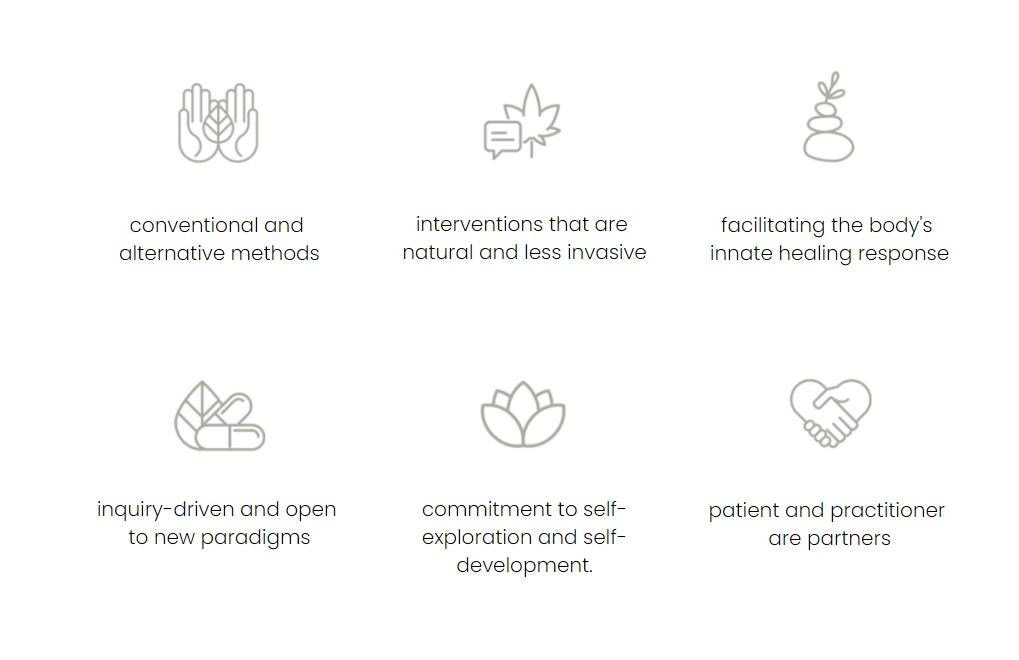 conventional and
alternative methods
interventions that are
natural and less invasive
facilitating the body's
innate healing response
inquiry-driven and open
to new paradigms
commitment to self-
exploration and self-
development.
patient and practitioner
are partners